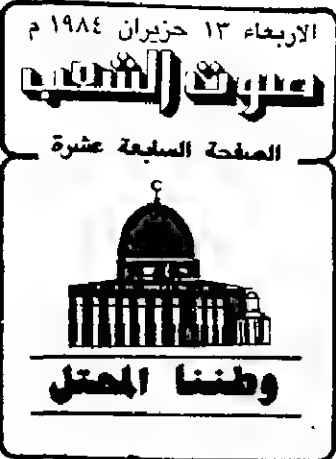 الاربعاء ١٣ حزيران ١٩٨٤ م
صوت الشعب
الصفحة السابعة عشرة
وطننا المحتل